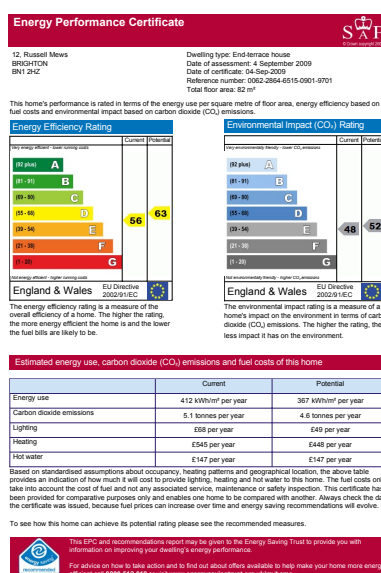 Energy Performance Certificate
SAP
12, Russell Mews
BRIGHTON
BN1 2HZ
Dwelling type: End-terrace house
Date of assessment: 4 September 2009
Date of certificate: 04-Sep-2009
Reference number: 0062-2864-6515-0901-9701
Total floor area: 82 m²
This home's performance is rated in terms of the energy use per square metre of floor area, energy efficiency based on
fuel costs and environmental impact based on carbon dioxide (CO₂) emissions.
Energy Efficiency Rating
Current Potential
Very energy efficient - lower running costs
(92 plus) A
(81 - 91) B
(69 - 80) C
(55 - 68) D
(39 - 54) E
(21 - 38) F
(1 - 20) G
56
63
Not energy efficient - higher running costs
England & Wales
EU Directive
2002/91/EC
The energy efficiency rating is a measure of the
overall efficiency of a home. The higher the rating,
the more energy efficient the home is and the lower
the fuel bills are likely to be.
Environmental Impact (CO₂) Rating
Current
Very environmentally friendly - lower CO₂ emissions
(92 plus) A
(81 - 91) B
(69 - 80) C
(55 - 68) D
(39 - 54) E
(21 - 38) F
(1 - 20) G
48
52
Not environmentally friendly - higher CO₂ emissions
England & Wales
EU Directive
2002/91/EC
The environmental impact rating is a measure of a
home's impact on the environment in terms of carb
dioxide (CO₂) emissions. The higher the rating, the
less impact it has on the environment.
Estimated energy use, carbon dioxide (CO₂) emissions and fuel costs of this home
Current Potential
Energy use 412 kWh/m² per year 367 kWh/m² per year
Carbon dioxide emissions 5.1 tonnes per year 4.6 tonnes per year
Lighting £68 per year £49 per year
Heating £545 per year £448 per year
Hot water £147 per year £147 per year
Based on standardised assumptions about occupancy, heating patterns and geographical location, the above table
provides an indication of how much it will cost to provide lighting, heating and hot water to this home. The fuel costs onl
take into account the cost of fuel and not any associated service, maintenance or safety inspection. This certificate has
been provided for comparative purposes only and enables one home to be compared with another. Always check the da
the certificate was issued, because fuel prices can increase over time and energy saving recommendations will evolve.
To see how this home can achieve its potential rating please see the recommended measures.
This EPC and recommendations report may be given to the Energy Saving Trust to provide you with
information on improving your dwelling's energy performance.
For advice on how to take action and to find out about offers available to help make your home more energ